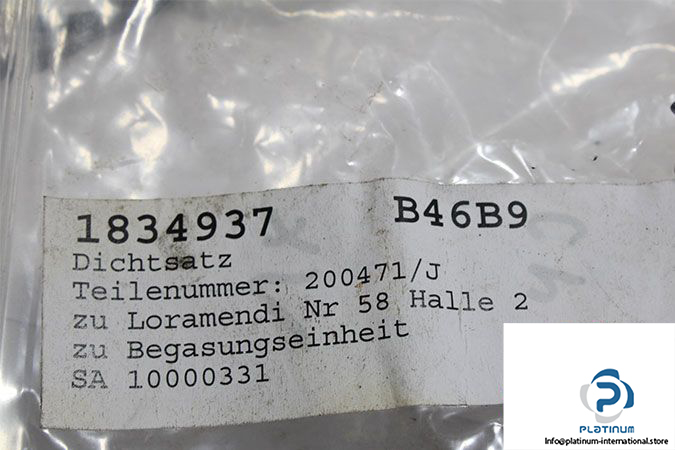 1834937 B46B9
Dichtsatz
Teilenummer: 200471/J
zu Loramendi Nr 58 Halle 2
zu Begasungseinheit
SA 10000331
PLATINUM
Info@platinum-international.store